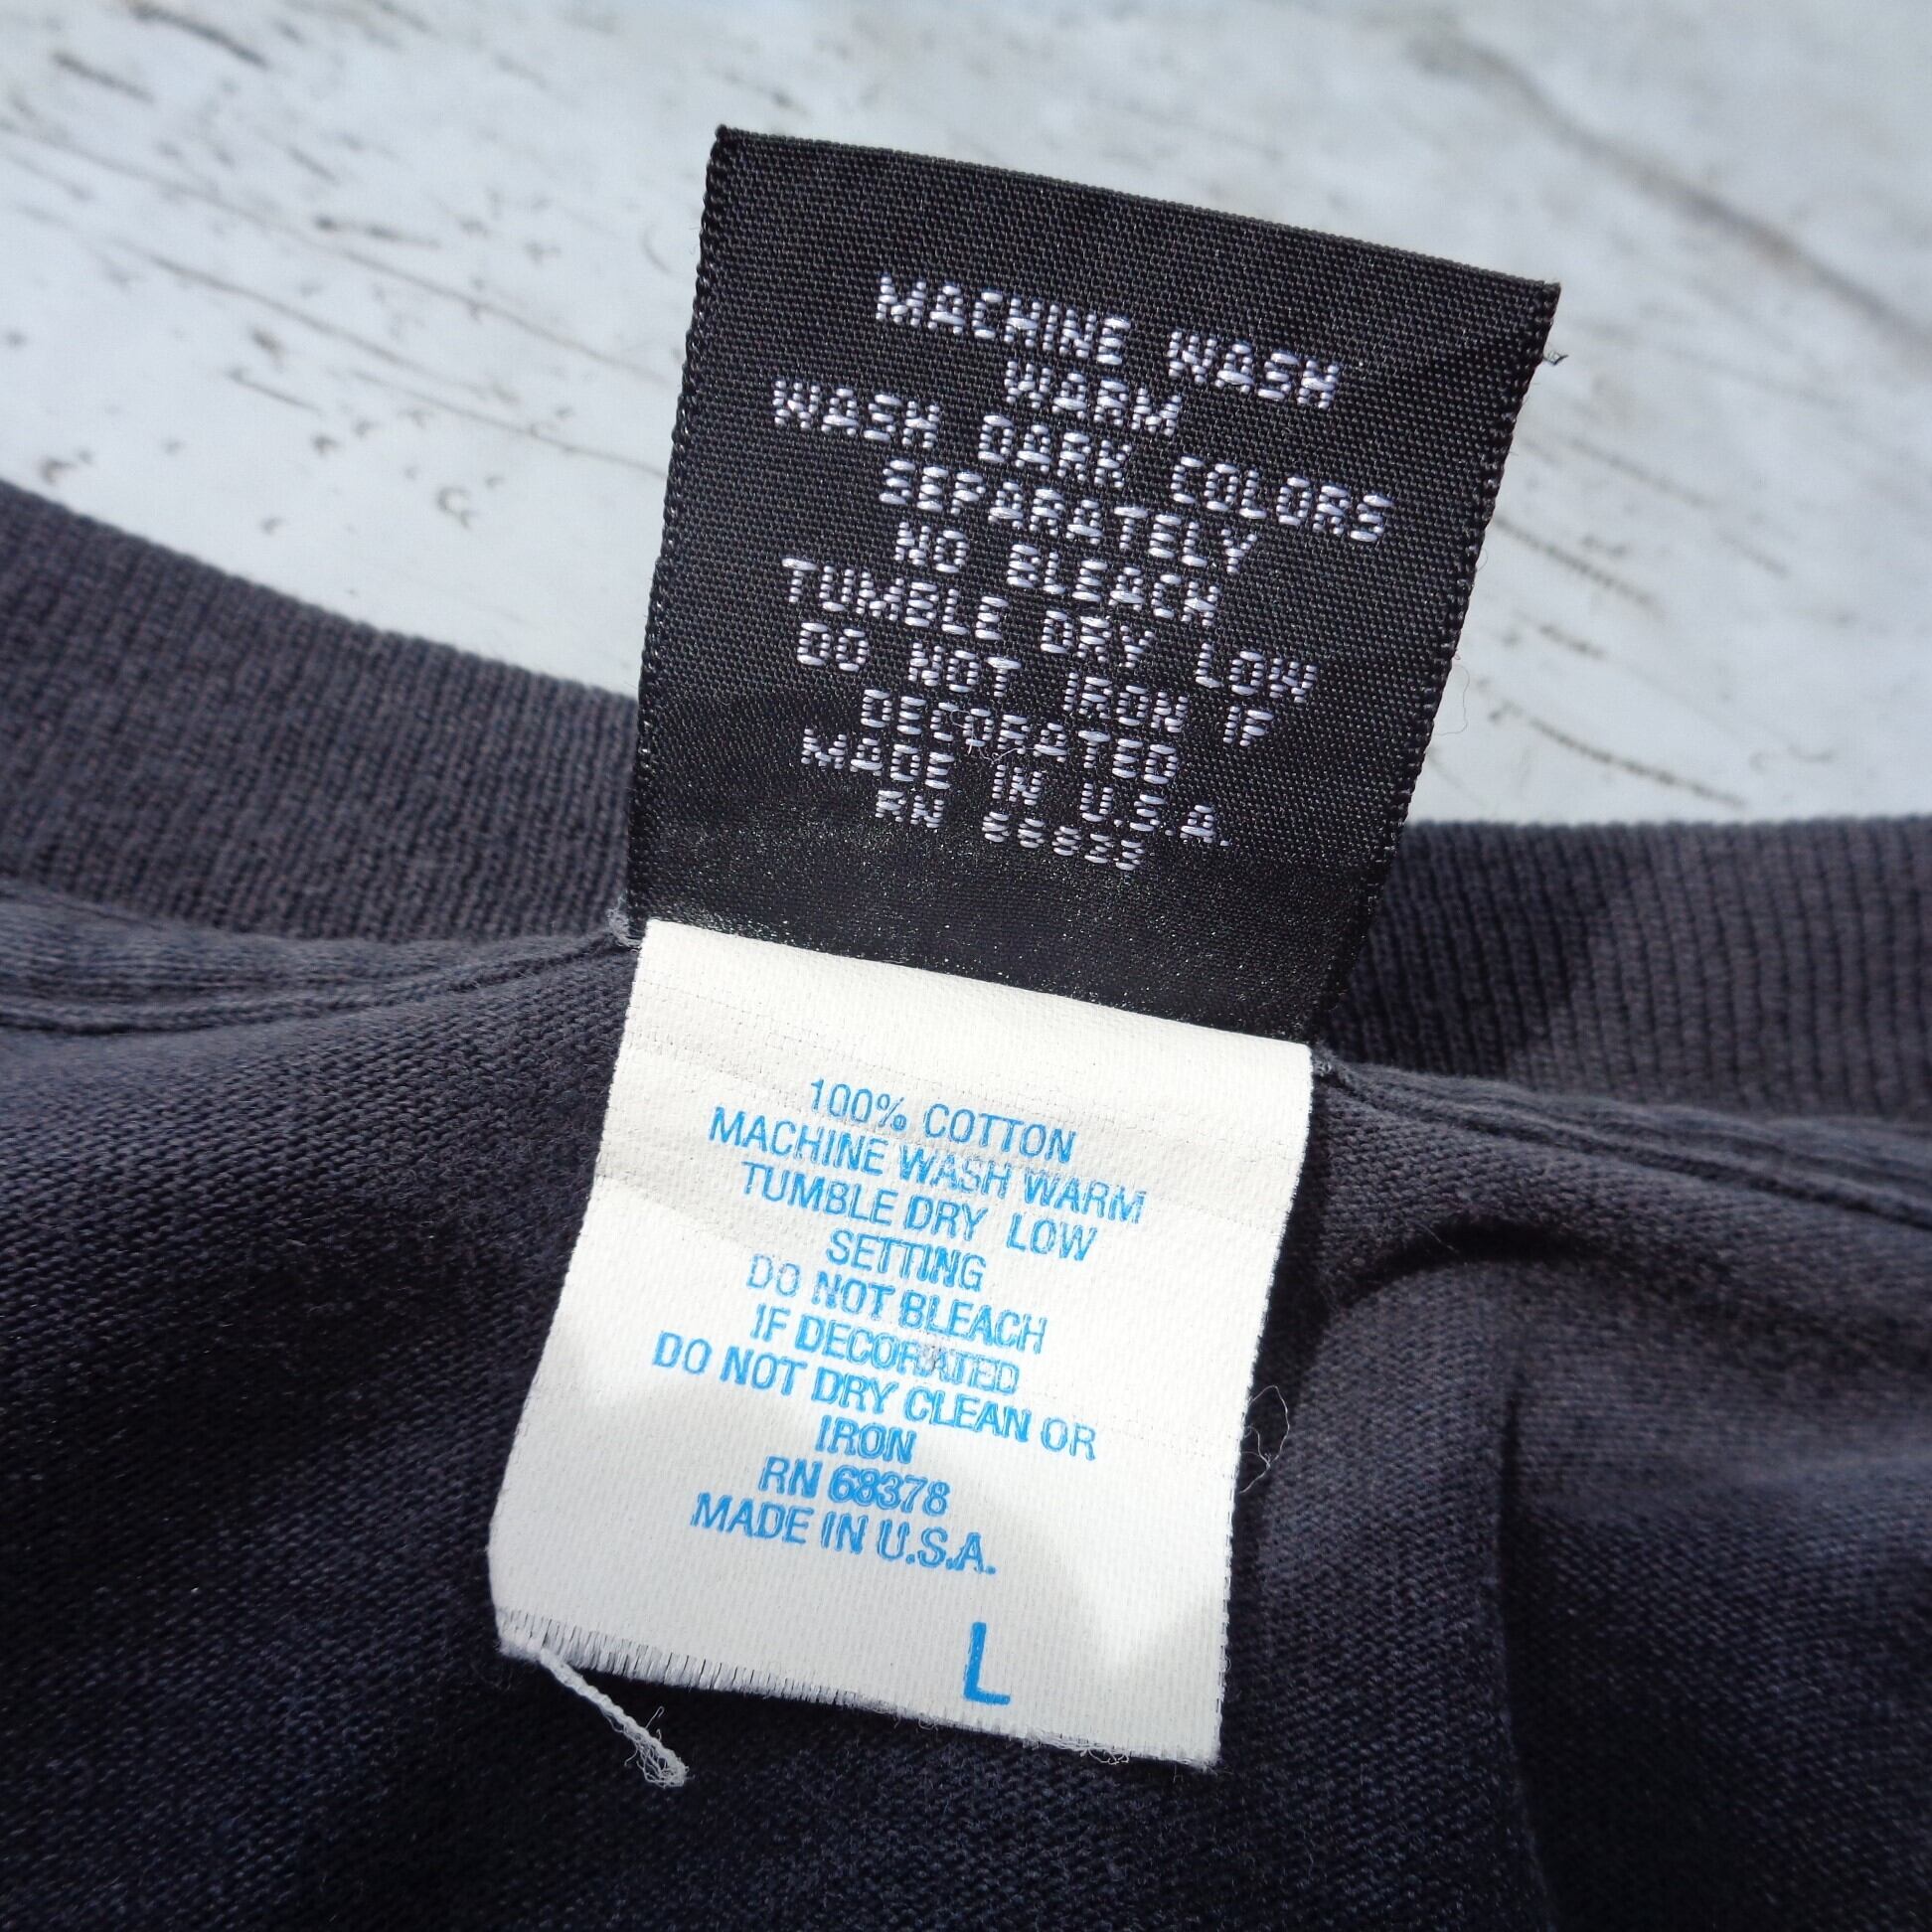 MACHINE WASH
WARM
WASH DARK COLORS
SEPARATELY
NO BLEACH
TUMBLE DRY LOW
DO NOT IRON IF
DECORATED
MADE IN U.S.A.
RN
100% COTTON
MACHINE WASH WARM
TUMBLE DRY LOW
SETTING
DO NOT BLEACH
IF DECORATED
DO NOT DRY CLEAN OR
IRON
RN 68378
MADE IN U.S.A.
L